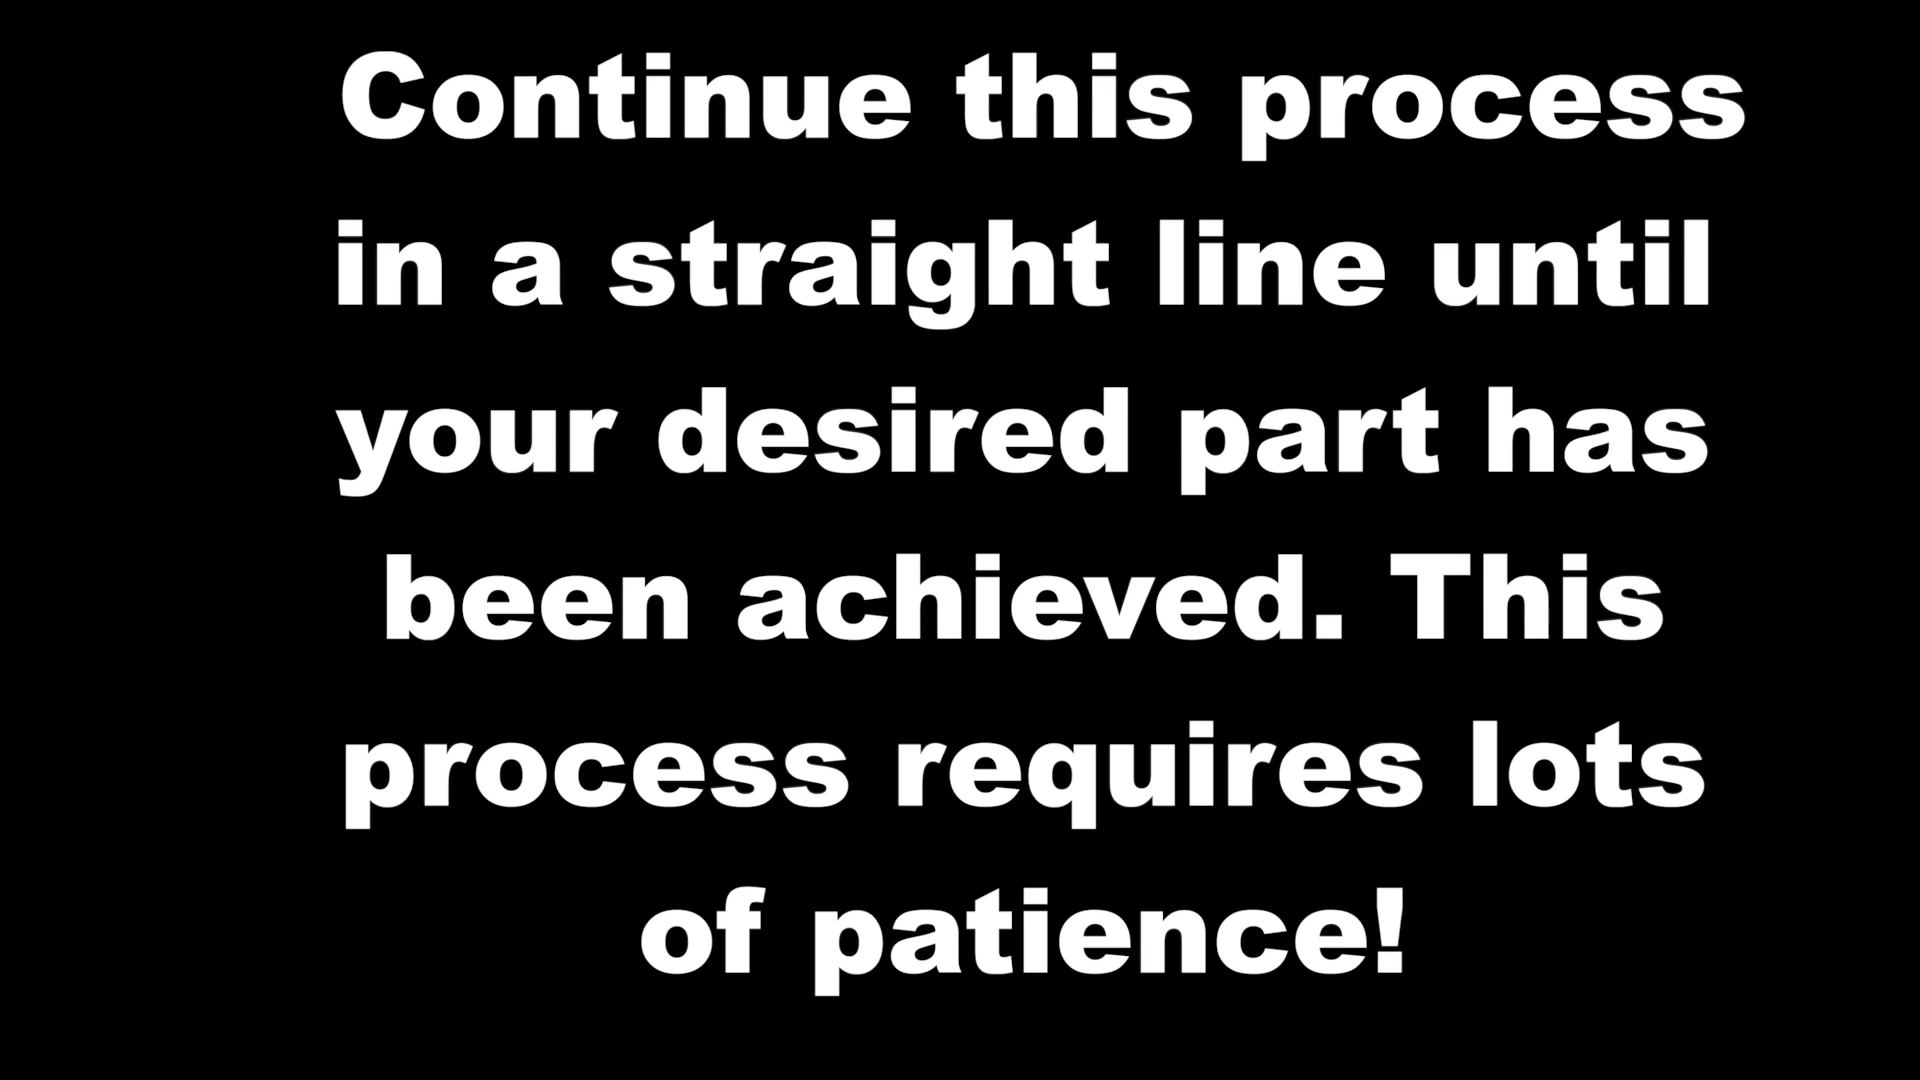 Continue this process
in a straight line until
your desired part has
been achieved. This
process requires lots
of patience!